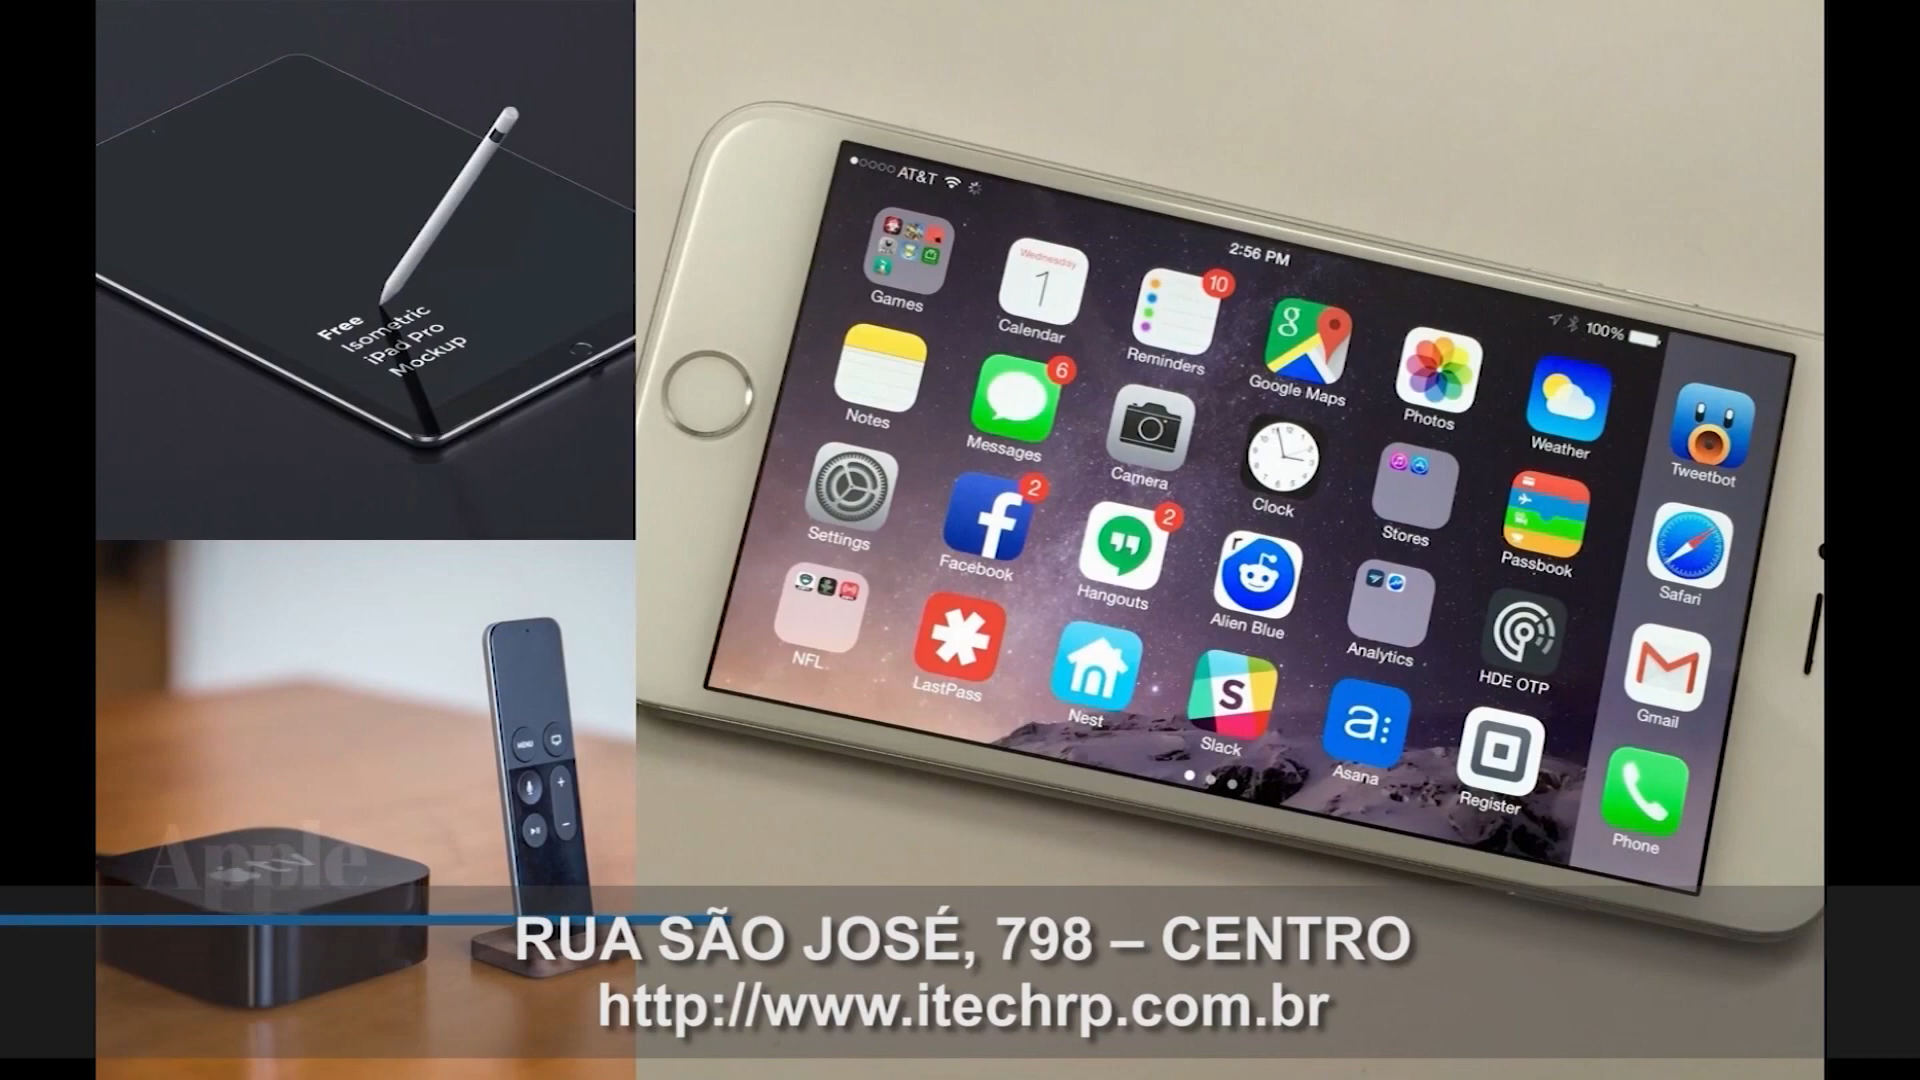 Free
Isometric
iPad Pro
Mockup
AT&T
2:56 PM
100%
Games
Wednesday
1
Calendar
10
Reminders
Google Maps
Photos
Weather
Tweetbot
Notes
6
Messages
Camera
Clock
Stores
Passbook
Safari
Settings
2
Facebook
2
Hangouts
Alien Blue
Analytics
HDE OTP
Gmail
NFL
LastPass
Nest
Slack
a:
Asana
Register
Phone
MENU
Apple
RUA SÃO JOSÉ, 798 – CENTRO
http://www.itechrp.com.br